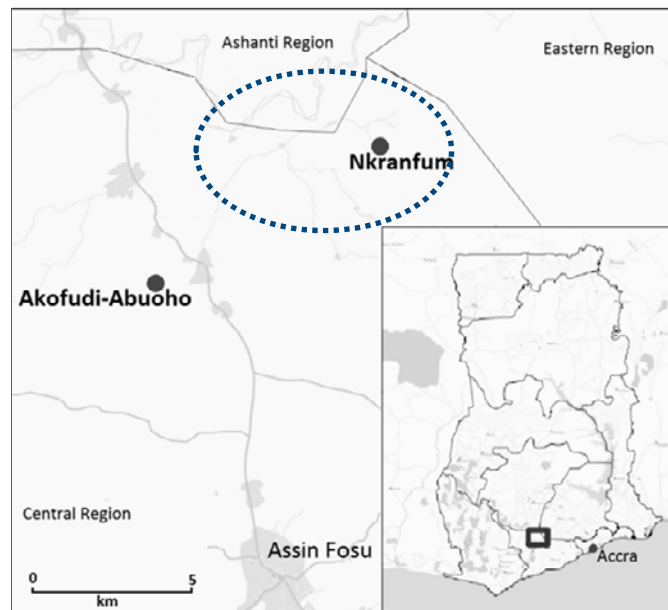 Ashanti Region
Eastern Region
Nkranfum
Akofudi-Abuoho
Central Region
Assin Fosu
Accra
0 5
km